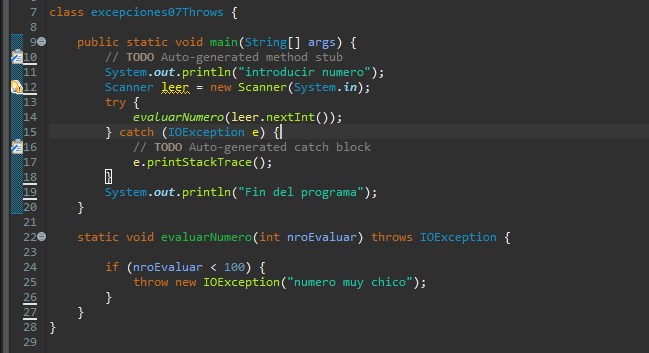 6
7 class excepciones07Throws {
8
9 public static void main(String[] args) {
10 // TODO Auto-generated method stub
11 System.out.println("introducir numero");
12 Scanner leer = new Scanner(System.in);
13 try {
14 evaluarNumero(leer.nextInt());
15 } catch (IOException e) {
16 // TODO Auto-generated catch block
17 e.printStackTrace();
18 }
19 System.out.println("Fin del programa");
20 }
21
22 static void evaluarNumero(int nroEvaluar) throws IOException {
23
24 if (nroEvaluar < 100) {
25 throw new IOException("numero muy chico");
26 }
27 }
28 }
29